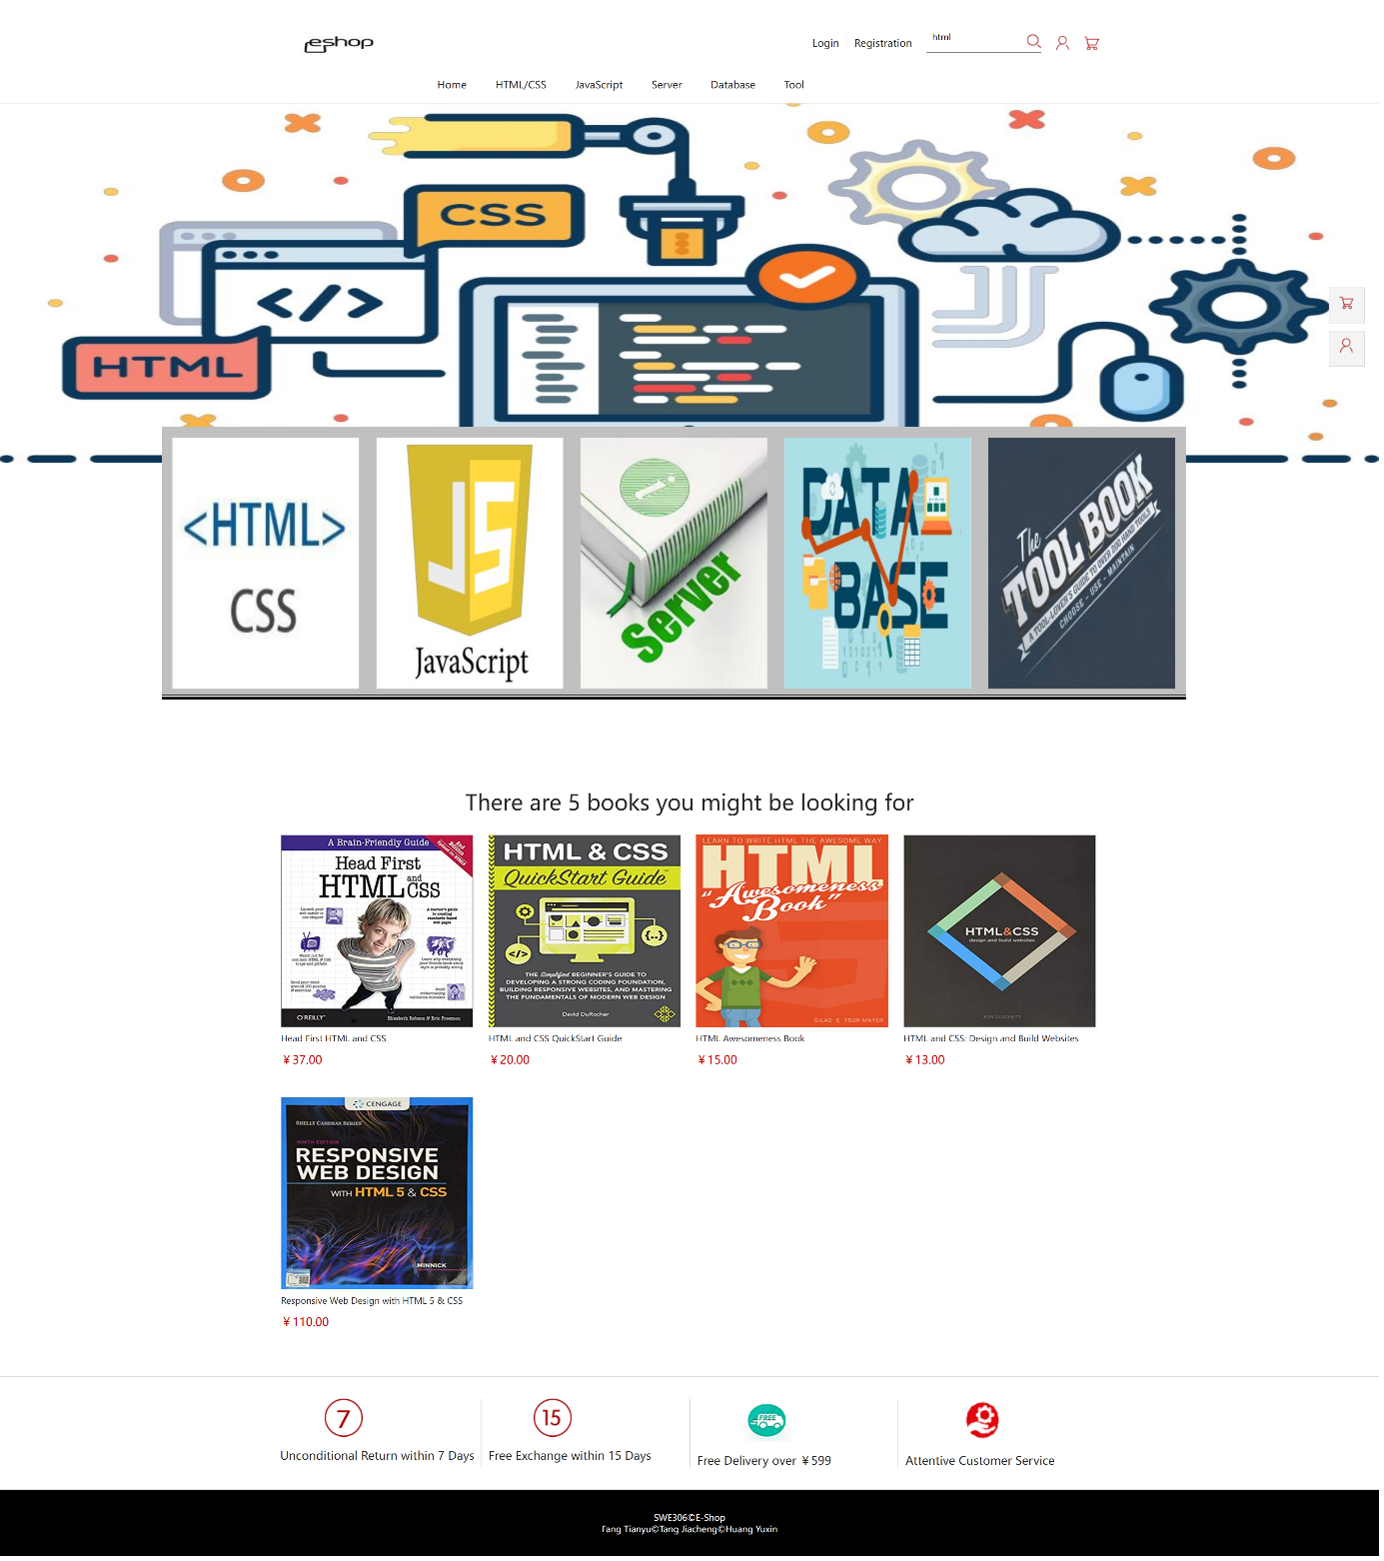 eshop
Login Registration html
Home HTML/CSS JavaScript Server Database Tool
CSS
</>
HTML
<HTML>
CSS
JS
JavaScript
Server
DATA
BASE
The
TOOL BOOK
A TOOL-LOVER'S GUIDE TO OVER 200 HAND TOOLS
CHOOSE - USE - MAINTAIN
There are 5 books you might be looking for
A Brain-Friendly Guide
Head First
HTML and CSS
O'REILLY
Elisabeth Robson & Eric Freeman
HTML & CSS
QuickStart Guide
THE Simplified BEGINNER'S GUIDE TO
DEVELOPING A STRONG CODING FOUNDATION,
BUILDING RESPONSIVE WEBSITES, AND MASTERING
THE FUNDAMENTALS OF MODERN WEB DESIGN
David DuRocher
LEARN TO WRITE HTML THE AWESOME WAY
HTML
"Awesomeness
Book"
GILAD E TSUR MAYER
HTML&CSS
design and build websites
JON DUCKETT
Head First HTML and CSS
¥ 37.00
HTML and CSS QuickStart Guide
¥ 20.00
HTML Awesomeness Book
¥ 15.00
HTML and CSS: Design and Build Websites
¥ 13.00
CENGAGE
SHELLY CASHMAN SERIES
NINTH EDITION
RESPONSIVE
WEB DESIGN
WITH HTML 5 & CSS
MINNICK
Responsive Web Design with HTML 5 & CSS
¥ 110.00
7
Unconditional Return within 7 Days
15
Free Exchange within 15 Days
FREE
Free Delivery over ¥ 599
Attentive Customer Service
SWE306©E-Shop
Fang Tianyu©Tang Jiacheng©Huang Yuxin